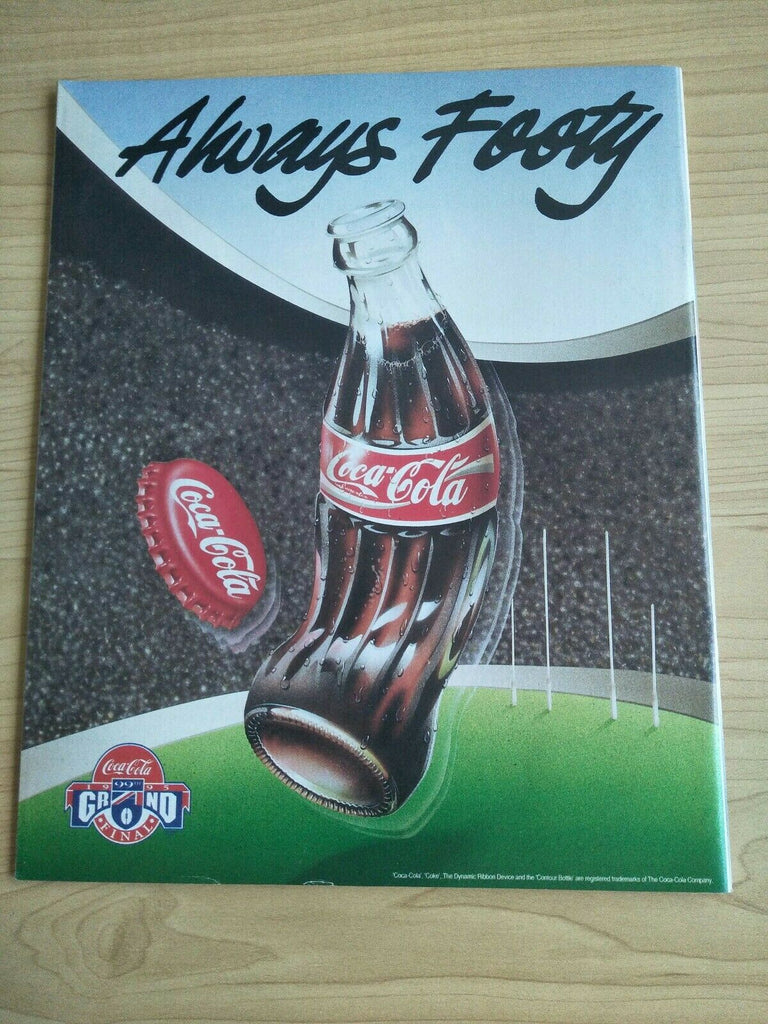 Always Footy
Coca-Cola
Coca-Cola
Coca-Cola
99TH
1995
GRAND
FINAL
'Coca-Cola', 'Coke', The Dynamic Ribbon Device and the 'Contour Bottle' are registered trademarks of The Coca-Cola Company.